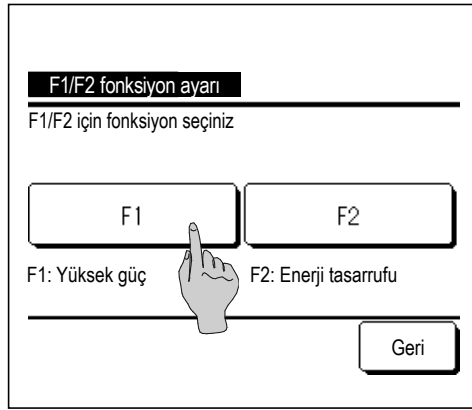 F1/F2 fonksiyon ayarı
F1/F2 için fonksiyon seçiniz
F1 F2
F1: Yüksek güç F2: Enerji tasarrufu
Geri